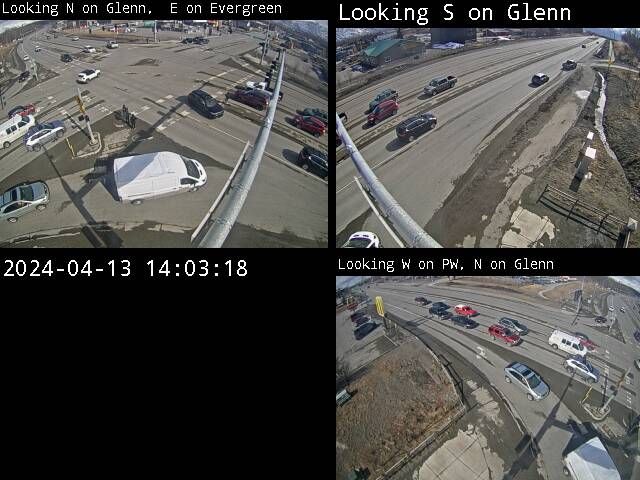 Looking N on Glenn, E on Evergreen
Looking S on Glenn
2024-04-13 14:03:18
Looking W on PW, N on Glenn